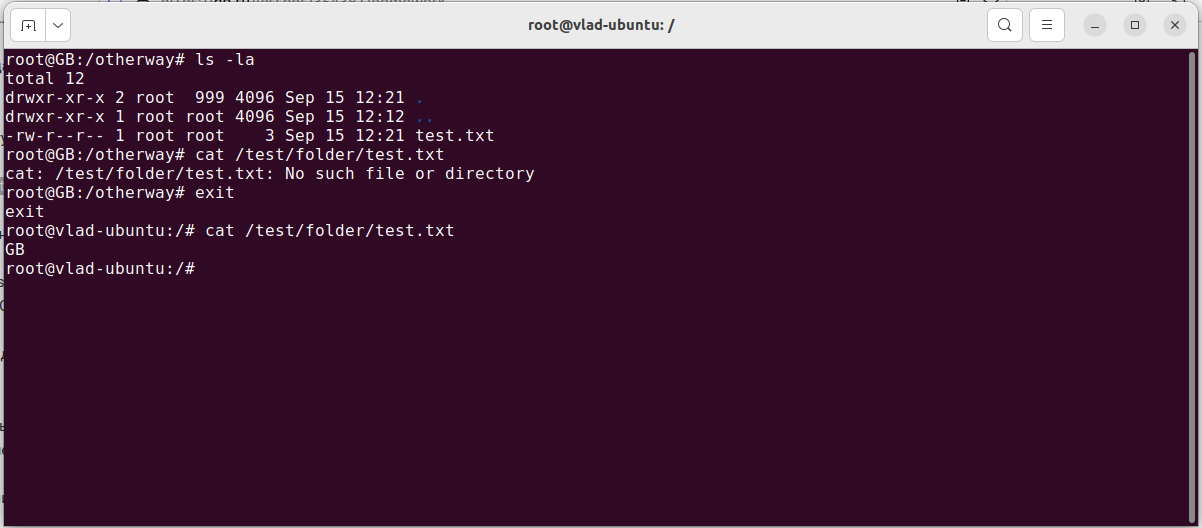 root@vlad-ubuntu: /
root@GB:/otherway# ls -la
total 12
drwxr-xr-x 2 root  999 4096 Sep 15 12:21 .
drwxr-xr-x 1 root root 4096 Sep 15 12:12 ..
-rw-r--r-- 1 root root    3 Sep 15 12:21 test.txt
root@GB:/otherway# cat /test/folder/test.txt
cat: /test/folder/test.txt: No such file or directory
root@GB:/otherway# exit
exit
root@vlad-ubuntu:/# cat /test/folder/test.txt
GB
root@vlad-ubuntu:/#